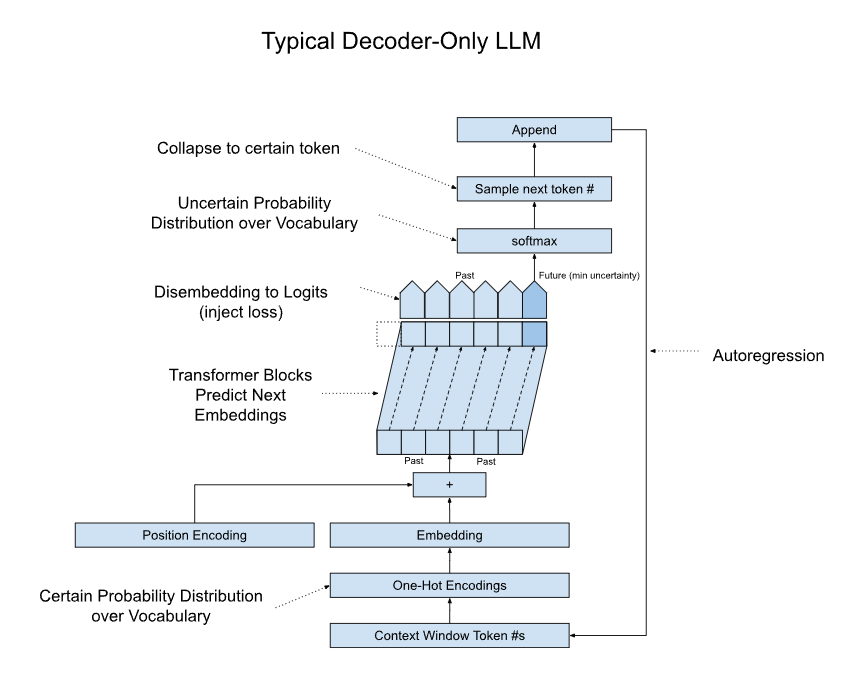 Typical Decoder-Only LLM
Append
Collapse to certain token
Sample next token #
Uncertain Probability
Distribution over Vocabulary
softmax
Past
Future (min uncertainty)
Disembedding to Logits
(inject loss)
Autoregression
Transformer Blocks
Predict Next
Embeddings
Past
Past
+
Position Encoding
Embedding
Certain Probability Distribution
over Vocabulary
One-Hot Encodings
Context Window Token #s